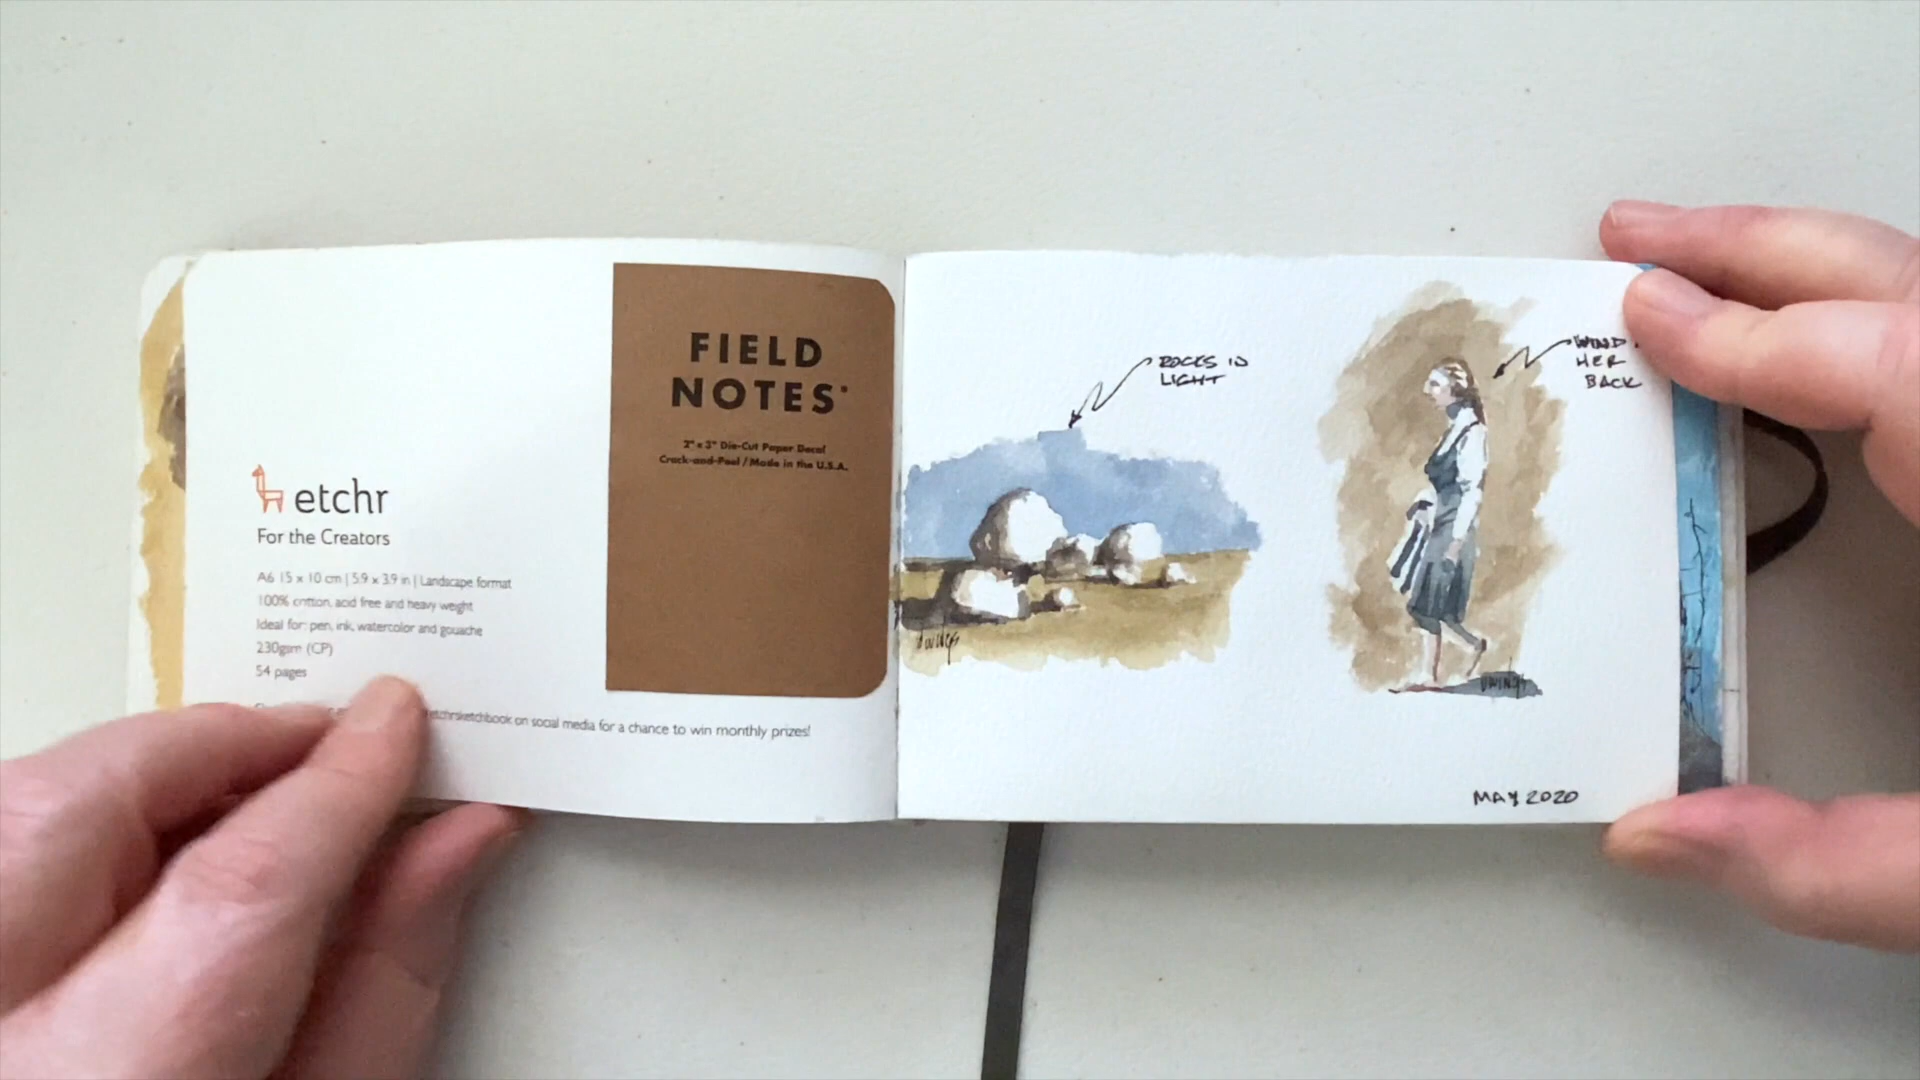 etchr
For the Creators
A6 15 x 10 cm | 5.9 x 3.9 in | Landscape format
100% cotton, acid free and heavy weight
Ideal for: pen, ink, watercolor and gouache
230gsm (CP)
54 pages
etchrsketchbook on social media for a chance to win monthly prizes!
FIELD
NOTES®
2" x 3" Die-Cut Paper Decal
Crack-and-Peel / Made in the U.S.A.
ROCKS IN
LIGHT
WIND
HER
BACK
MAY 2020